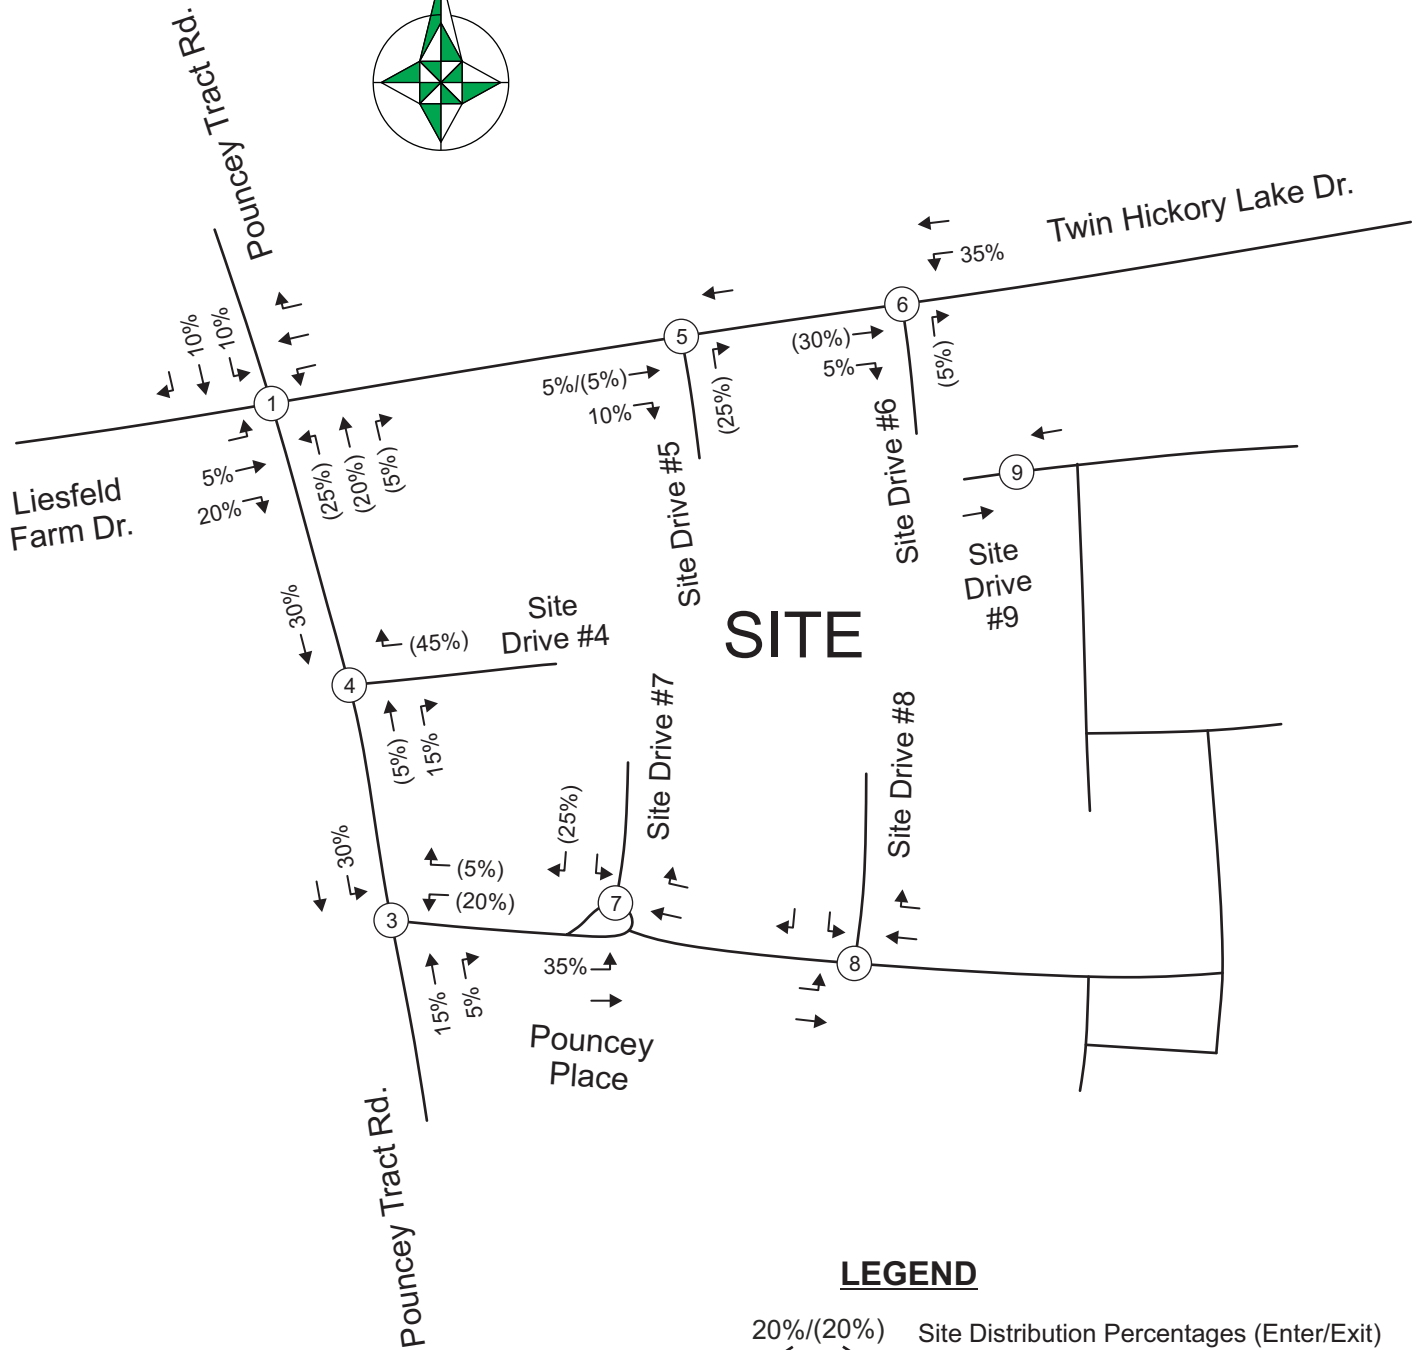 Pouncey Tract Rd.
Twin Hickory Lake Dr.
35%
10%
10%
6
5
(30%)
5%
(5%)
5%/(5%)
10%
(25%)
1
Site Drive #5
Site Drive #6
9
5%
20%
(25%)
(20%)
(5%)
Liesfeld
Farm Dr.
Site
Drive
#9
30%
Site
Drive #4
(45%)
SITE
4
(5%)
15%
Site Drive #7
Site Drive #8
30%
(5%)
(20%)
(25%)
3
7
8
15%
5%
35%
Pouncey
Place
Pouncey Tract Rd.
LEGEND
20%/(20%) Site Distribution Percentages (Enter/Exit)